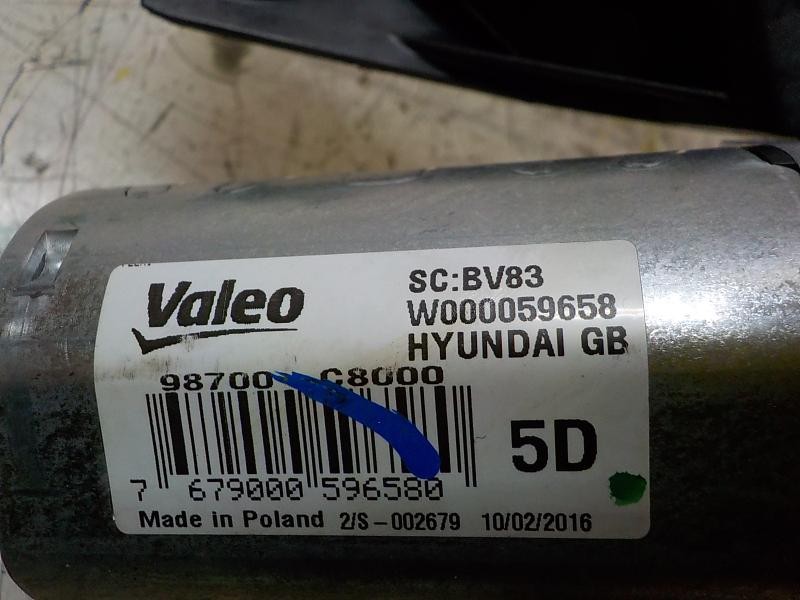 Valeo
SC:BV83
W000059658
HYUNDAI GB
98700 C8000
5D
7 679000 596580
Made in Poland 2/S-002679 10/02/2016